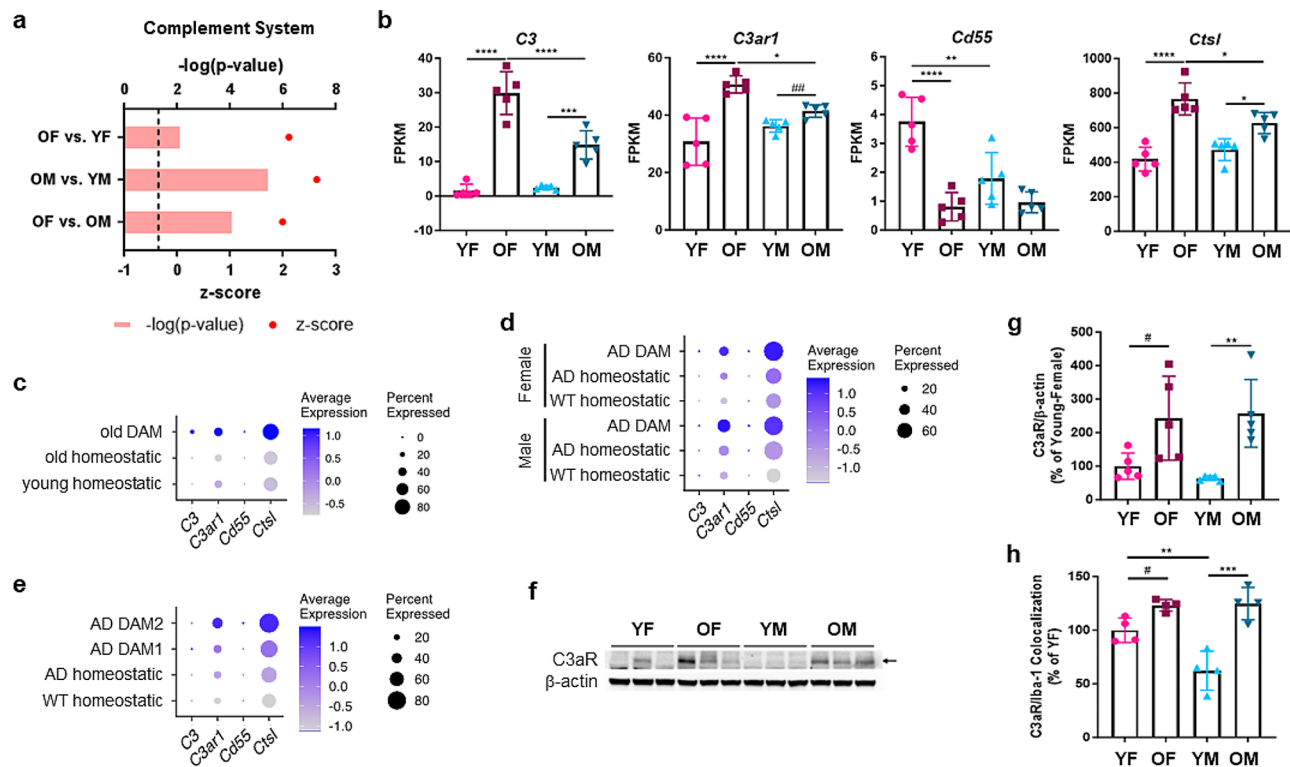 a
Complement System
-log(p-value)
0 2 4 6 8
OF vs. YF
OM vs. YM
OF vs. OM
-1 0 1 2 3
z-score
-log(p-value) z-score
b
C3
**** ****
***
FPKM
40
30
20
10
0
-10
YF OF YM OM
C3ar1
**** *
##
FPKM
60
40
20
0
YF OF YM OM
Cd55
**
****
FPKM
6
5
4
3
2
1
0
YF OF YM OM
Ctsl
**** *
*
FPKM
1000
800
600
400
200
0
YF OF YM OM
c
old DAM
old homeostatic
young homeostatic
C3 C3ar1 Cd55 Ctsl
Average
Expression
1.0
0.5
0.0
-0.5
Percent
Expressed
0
20
40
60
80
d
Female
AD DAM
AD homeostatic
WT homeostatic
Male
AD DAM
AD homeostatic
WT homeostatic
C3 C3ar1 Cd55 Ctsl
Average
Expression
1.0
0.0
-1.0
Percent
Expressed
20
40
60
e
AD DAM2
AD DAM1
AD homeostatic
WT homeostatic
C3 C3ar1 Cd55 Ctsl
Average
Expression
1.0
0.5
0.0
-0.5
-1.0
Percent
Expressed
20
40
60
80
f
YF OF YM OM
C3aR
β-actin
g
C3aR/β-actin
(% of Young-Female)
# **
500
400
300
200
100
0
YF OF YM OM
h
C3aR/Iba-1 Colocalization
(% of YF)
**
# ***
150
100
50
0
YF OF YM OM